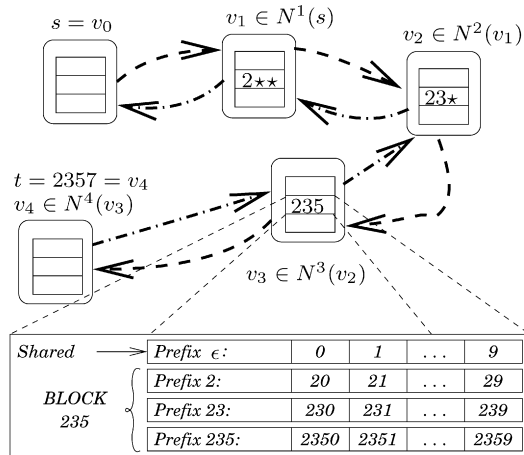 s = v₀
v₁ ∈ N¹(s)
v₂ ∈ N²(v₁)
2⋆⋆
23⋆
t = 2357 = v₄
v₄ ∈ N⁴(v₃)
235
v₃ ∈ N³(v₂)
Shared Prefix ϵ: 0 1 . . . 9
BLOCK 235
Prefix 2: 20 21 . . . 29
Prefix 23: 230 231 . . . 239
Prefix 235: 2350 2351 . . . 2359